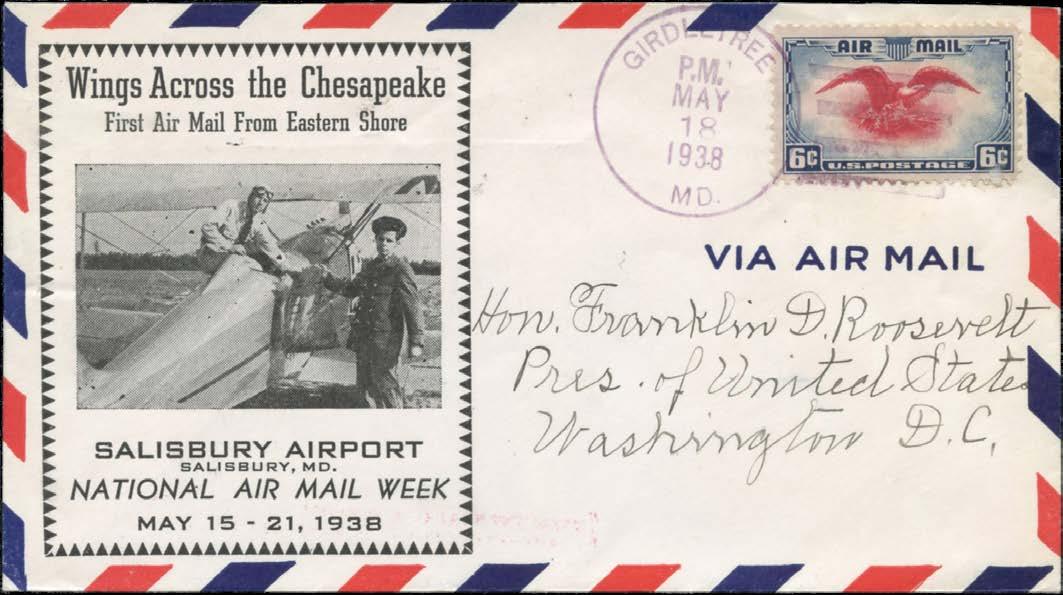 Wings Across the Chesapeake
First Air Mail From Eastern Shore
SALISBURY AIRPORT
SALISBURY, MD.
NATIONAL AIR MAIL WEEK
MAY 15 - 21, 1938
GIRDLETREE
P.M.
MAY
18
1938
MD.
AIR MAIL
6¢ U.S. POSTAGE 6¢
VIA AIR MAIL
Hon. Franklin D. Roosevelt
Pres. of United States
Washington D.C.